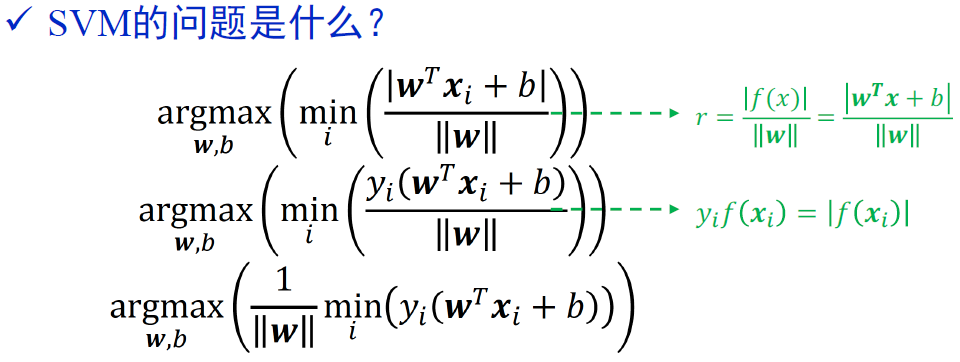 ✓ SVM的问题是什么？
argmax_{w,b} ( min_i ( |w^T x_i + b| / ‖w‖ ) ) r = |f(x)| / ‖w‖ = |w^T x + b| / ‖w‖
argmax_{w,b} ( min_i ( y_i(w^T x_i + b) / ‖w‖ ) ) y_i f(x_i) = |f(x_i)|
argmax_{w,b} ( 1 / ‖w‖ min_i (y_i(w^T x_i + b)) )